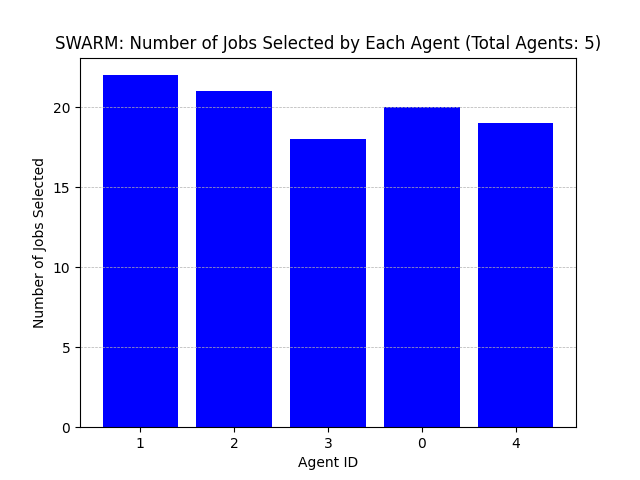 SWARM: Number of Jobs Selected by Each Agent (Total Agents: 5)
Number of Jobs Selected
20
15
10
5
0
1 2 3 0 4
Agent ID